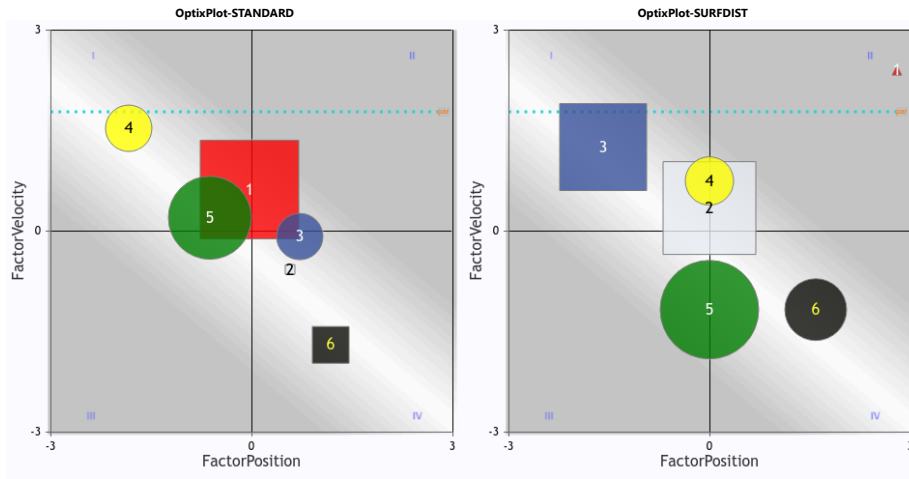 OptixPlot-STANDARD
OptixPlot-SURFDIST
3
I
II
4
1
5
3
2
6
0
III
IV
-3
-3
0
3
FactorVelocity
FactorPosition
3
I
II
1
3
4
2
5
6
0
III
IV
-3
-3
0
3
FactorVelocity
FactorPosition